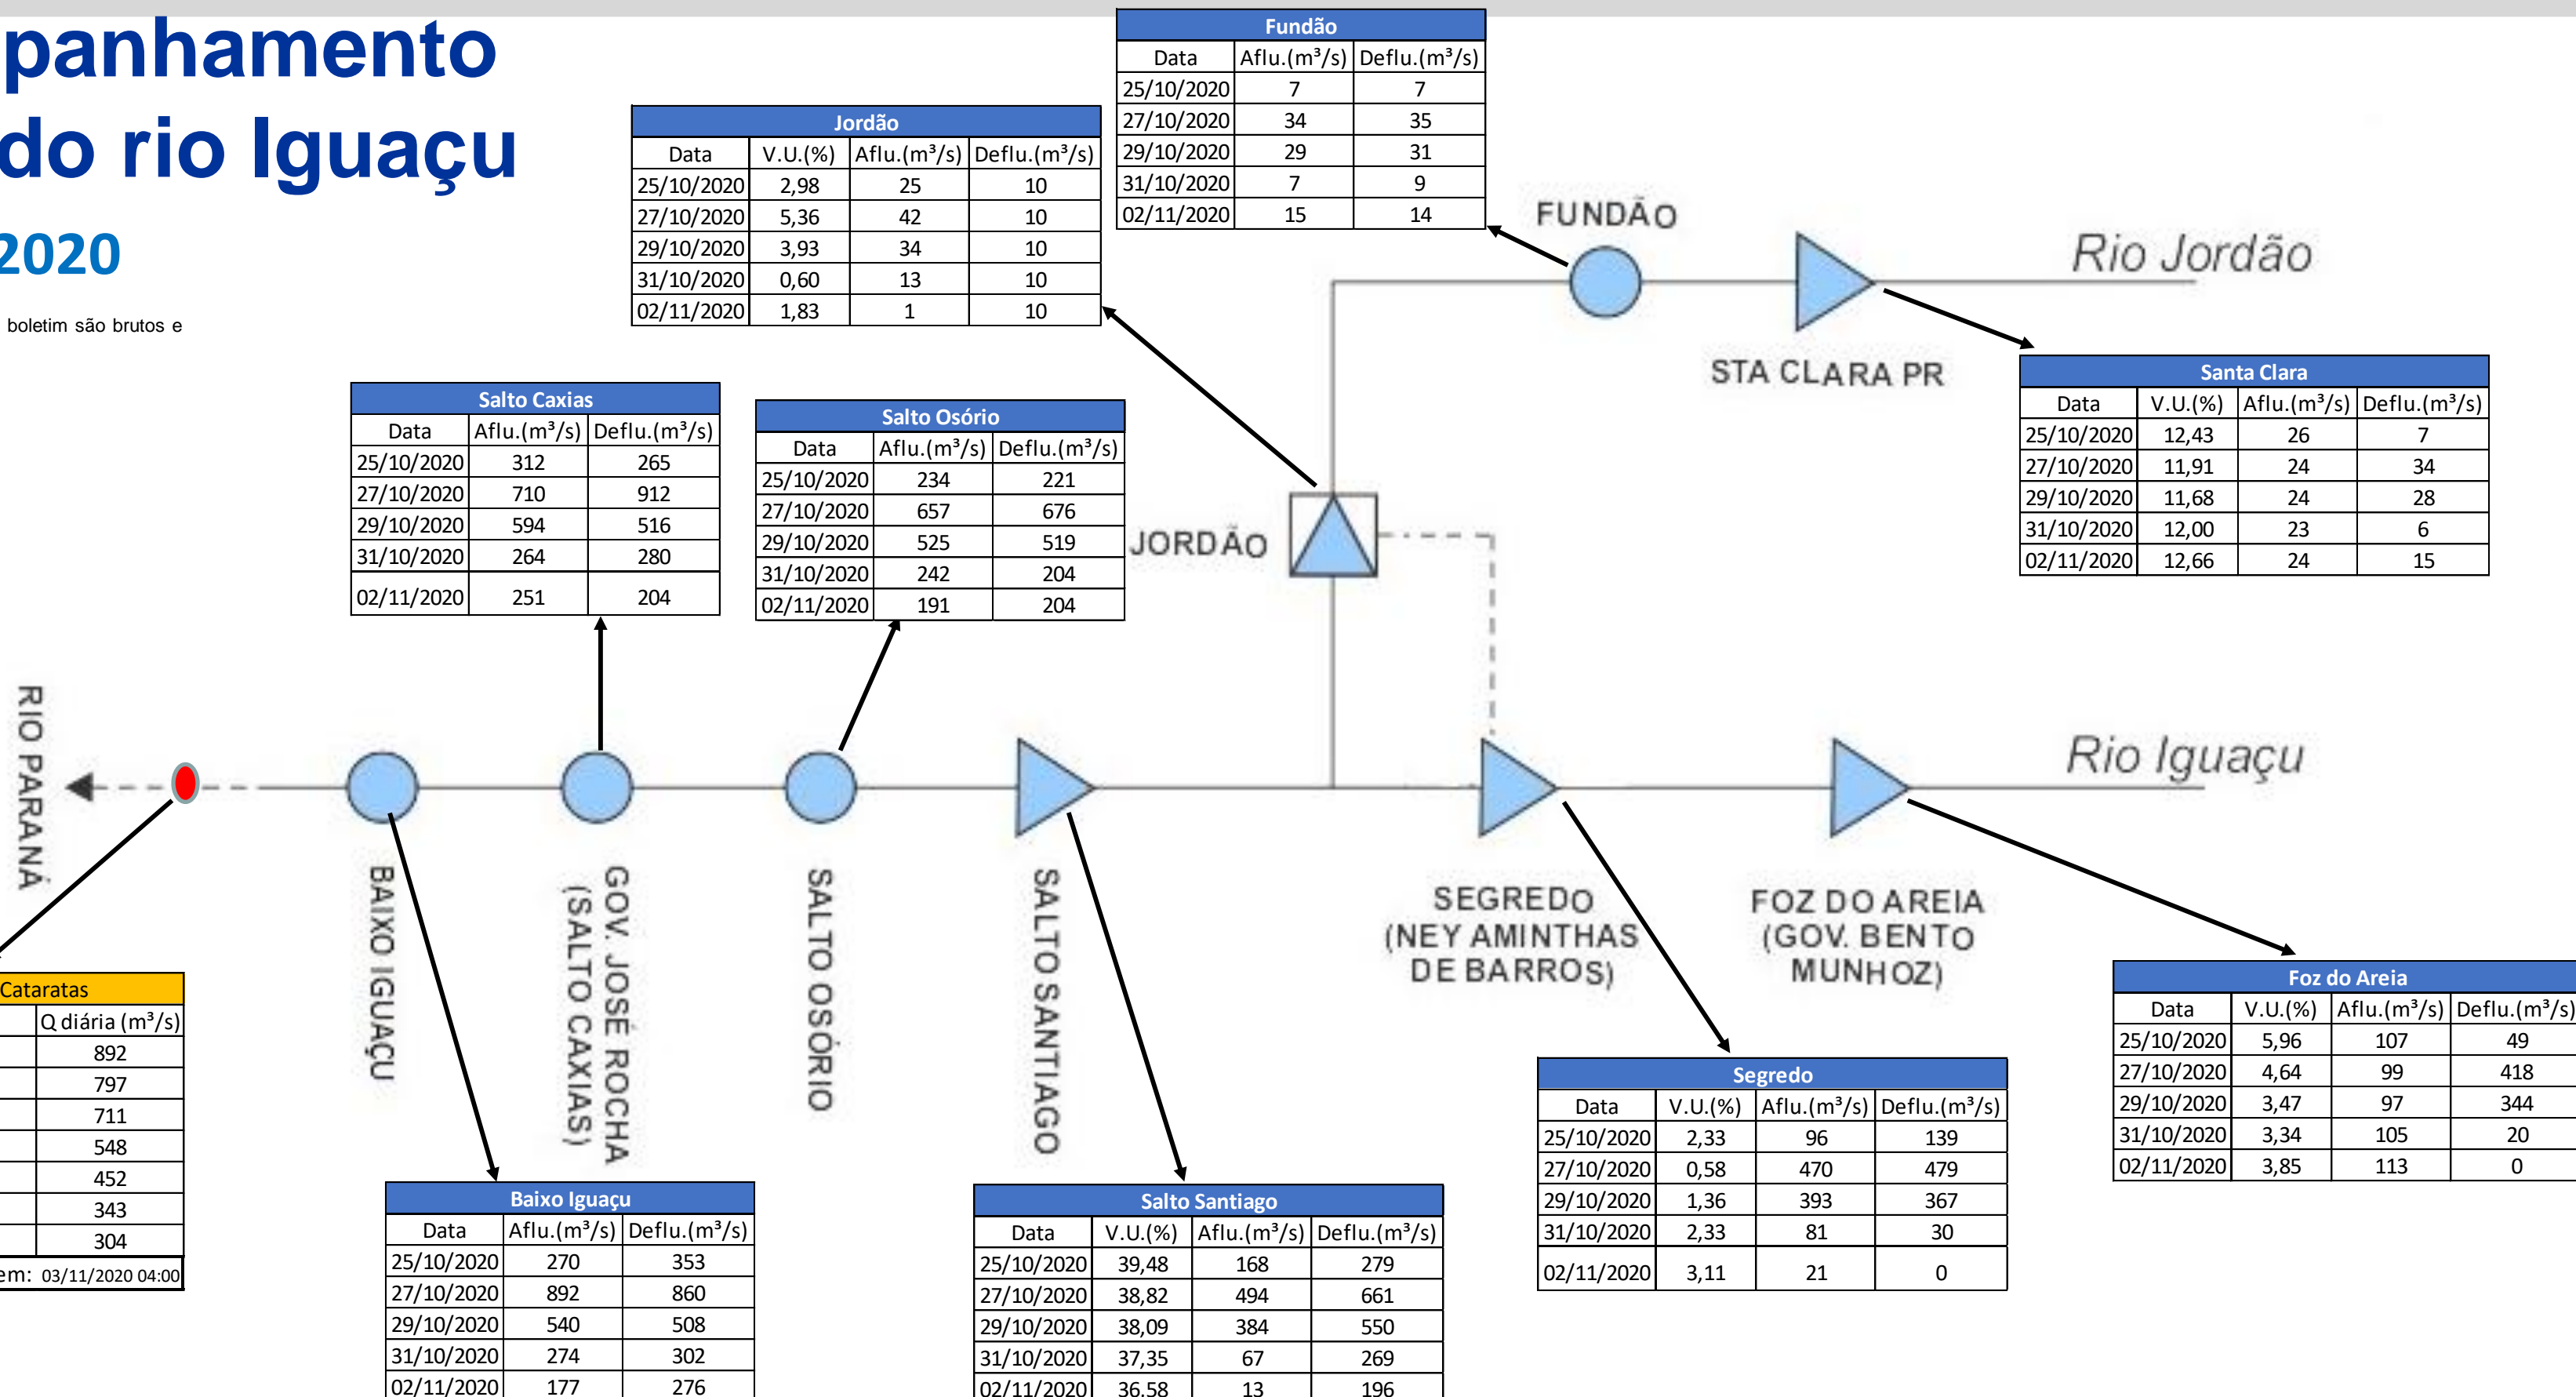 panhamento
do rio Iguaçu
2020
boletim são brutos e
Fundão
Data Aflu.(m³/s) Deflu.(m³/s)
25/10/2020 7 7
27/10/2020 34 35
29/10/2020 29 31
31/10/2020 7 9
02/11/2020 15 14
Jordão
Data V.U.(%) Aflu.(m³/s) Deflu.(m³/s)
25/10/2020 2,98 25 10
27/10/2020 5,36 42 10
29/10/2020 3,93 34 10
31/10/2020 0,60 13 10
02/11/2020 1,83 1 10
FUNDÃO
Rio Jordão
STA CLARA PR
Santa Clara
Data V.U.(%) Aflu.(m³/s) Deflu.(m³/s)
25/10/2020 12,43 26 7
27/10/2020 11,91 24 34
29/10/2020 11,68 24 28
31/10/2020 12,00 23 6
02/11/2020 12,66 24 15
Salto Caxias
Data Aflu.(m³/s) Deflu.(m³/s)
25/10/2020 312 265
27/10/2020 710 912
29/10/2020 594 516
31/10/2020 264 280
02/11/2020 251 204
Salto Osório
Data Aflu.(m³/s) Deflu.(m³/s)
25/10/2020 234 221
27/10/2020 657 676
29/10/2020 525 519
31/10/2020 242 204
02/11/2020 191 204
JORDÃO
RIO PARANÁ
Rio Iguaçu
BAIXO IGUAÇU
GOV. JOSÉ ROCHA
(SALTO CAXIAS)
SALTO OSÓRIO
SALTO SANTIAGO
SEGREDO
(NEY AMINTHAS
DE BARROS)
FOZ DO AREIA
(GOV. BENTO
MUNHOZ)
Cataratas
Q diária (m³/s)
892
797
711
548
452
343
304
em: 03/11/2020 04:00
Baixo Iguaçu
Data Aflu.(m³/s) Deflu.(m³/s)
25/10/2020 270 353
27/10/2020 892 860
29/10/2020 540 508
31/10/2020 274 302
02/11/2020 177 276
Salto Santiago
Data V.U.(%) Aflu.(m³/s) Deflu.(m³/s)
25/10/2020 39,48 168 279
27/10/2020 38,82 494 661
29/10/2020 38,09 384 550
31/10/2020 37,35 67 269
02/11/2020 36,58 13 196
Segredo
Data V.U.(%) Aflu.(m³/s) Deflu.(m³/s)
25/10/2020 2,33 96 139
27/10/2020 0,58 470 479
29/10/2020 1,36 393 367
31/10/2020 2,33 81 30
02/11/2020 3,11 21 0
Foz do Areia
Data V.U.(%) Aflu.(m³/s) Deflu.(m³/s)
25/10/2020 5,96 107 49
27/10/2020 4,64 99 418
29/10/2020 3,47 97 344
31/10/2020 3,34 105 20
02/11/2020 3,85 113 0